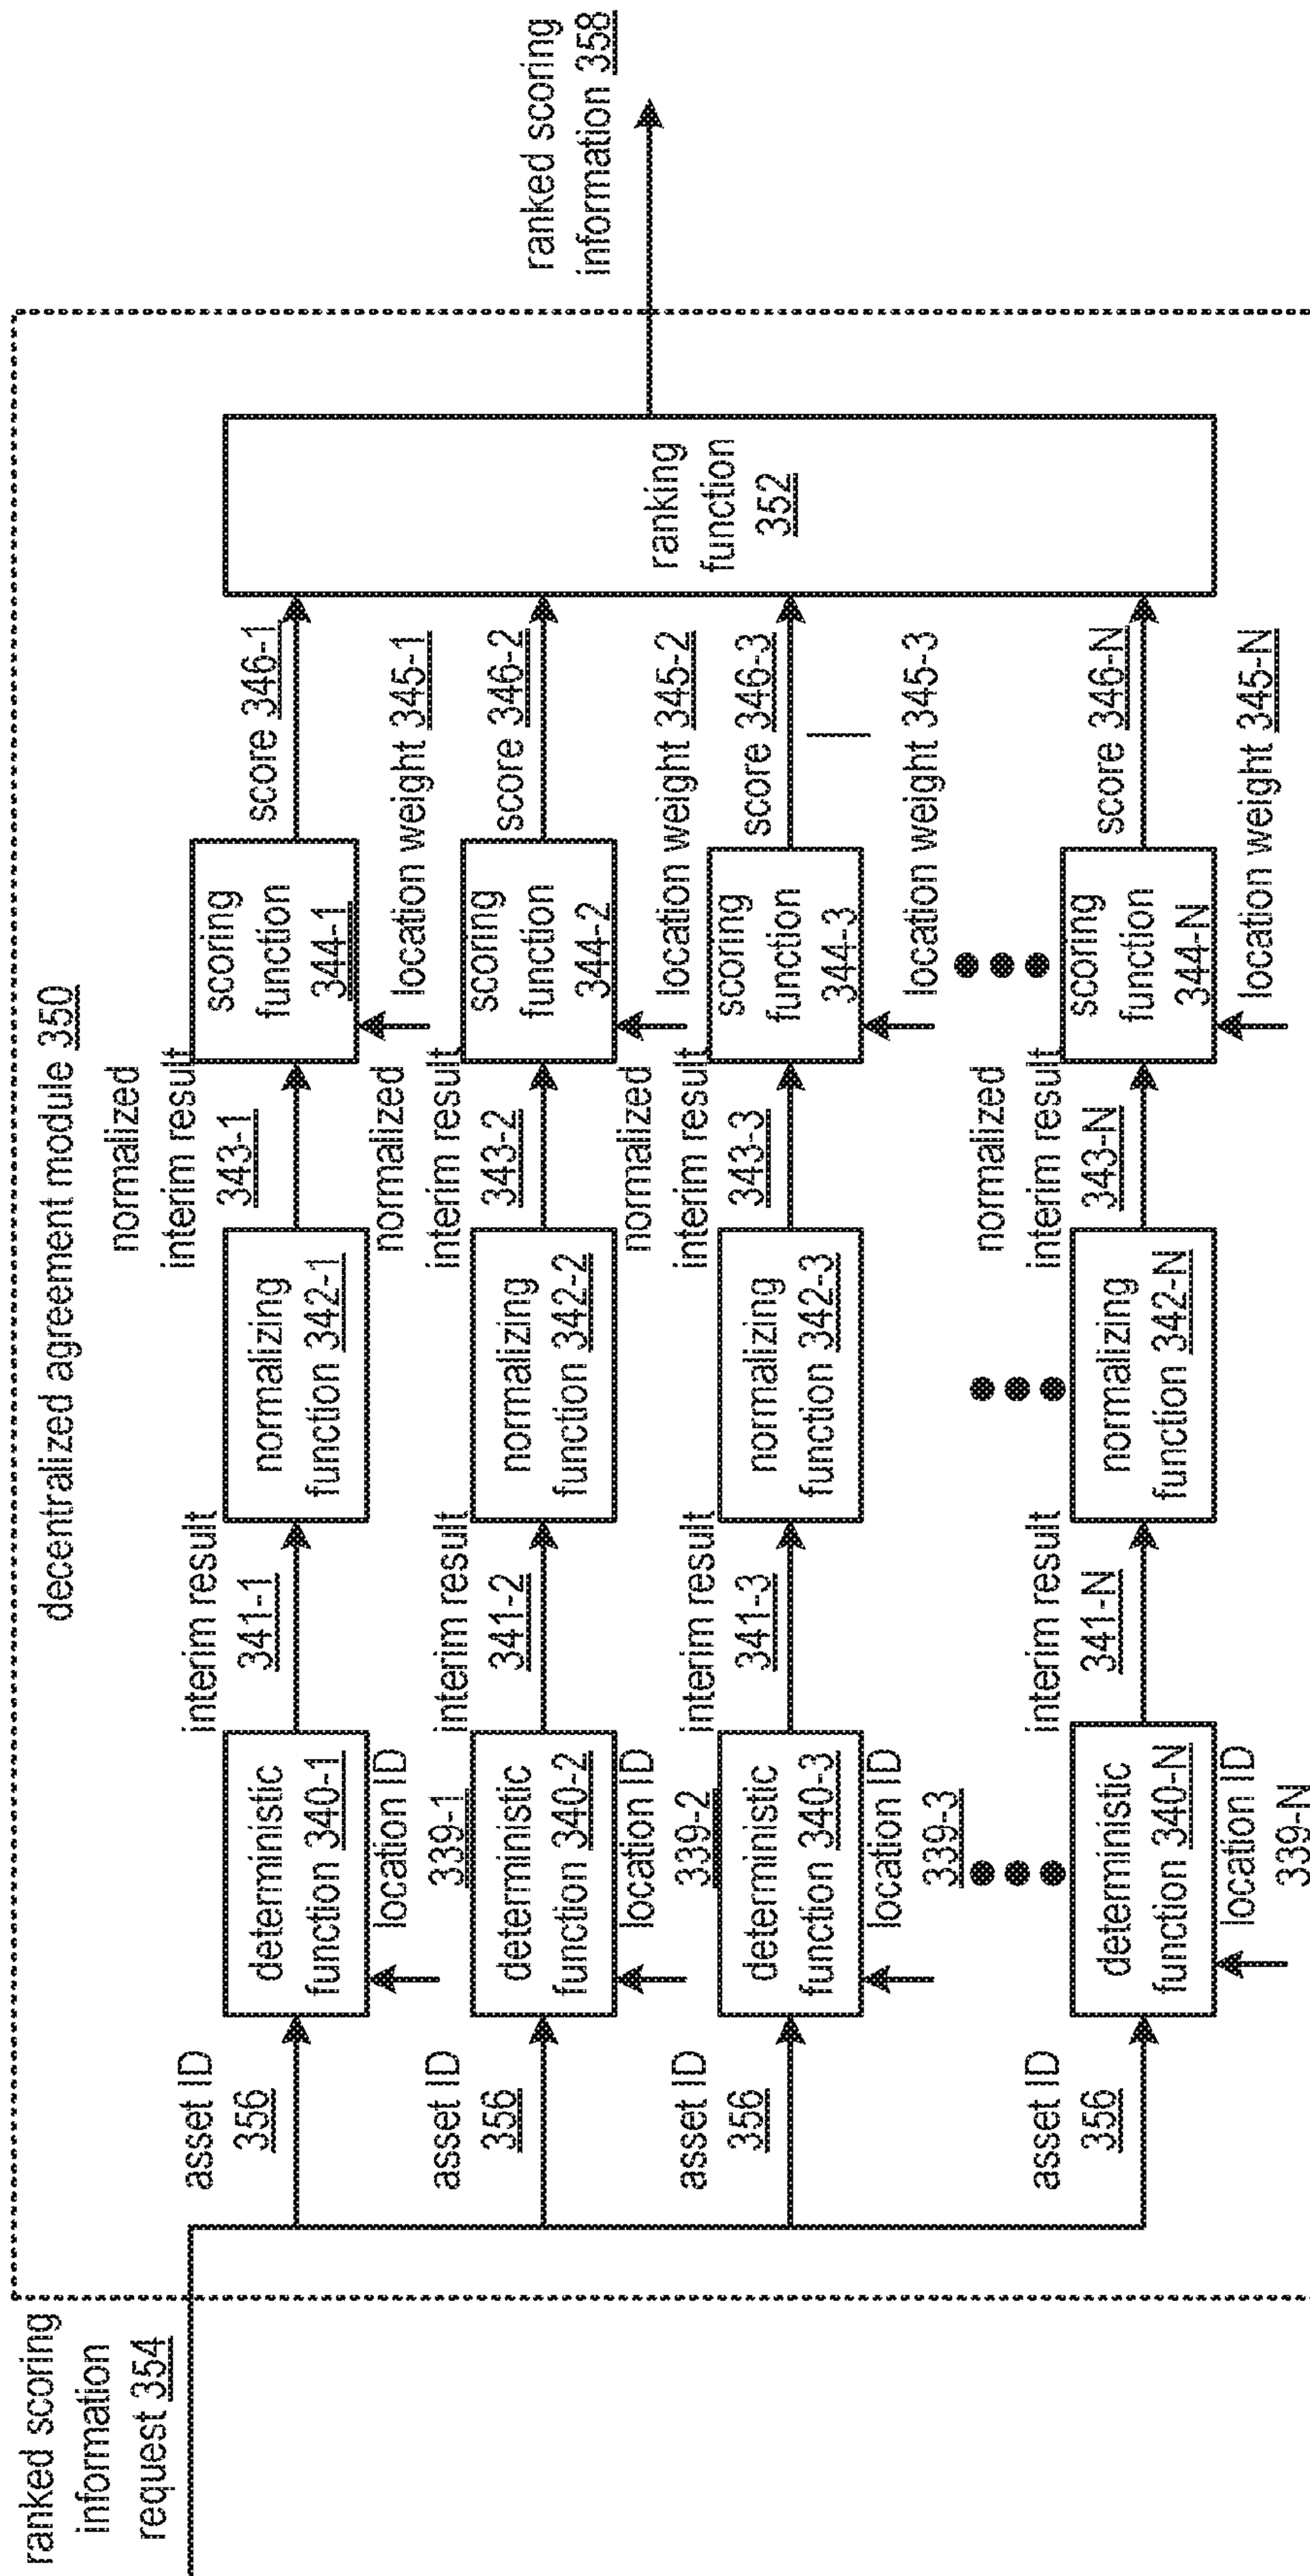 decentralized agreement module 350
ranked scoring
information
request 354
asset ID
356
deterministic
function 340-1
location ID
339-1
interim result
341-1
normalizing
function 342-1
normalized
interim result
343-1
scoring
function
344-1
location weight 345-1
score 346-1
asset ID
356
deterministic
function 340-2
location ID
339-2
interim result
341-2
normalizing
function 342-2
normalized
interim result
343-2
scoring
function
344-2
location weight 345-2
score 346-2
asset ID
356
deterministic
function 340-3
location ID
339-3
interim result
341-3
normalizing
function 342-3
normalized
interim result
343-3
scoring
function
344-3
location weight 345-3
score 346-3
asset ID
356
deterministic
function 340-N
location ID
339-N
interim result
341-N
normalizing
function 342-N
normalized
interim result
343-N
scoring
function
344-N
location weight 345-N
score 346-N
ranking
function
352
ranked scoring
information 358